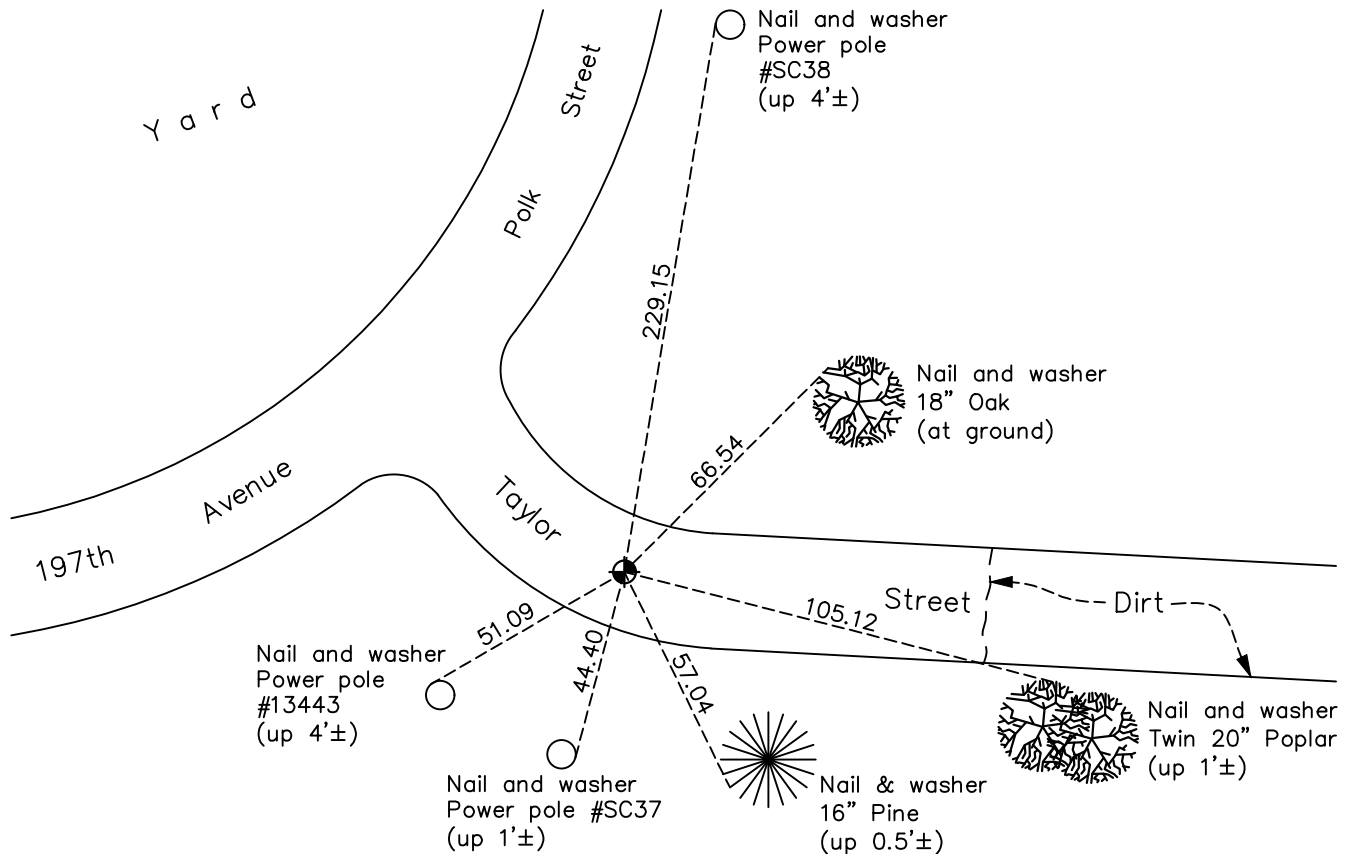 Nail and washer
Power pole
#SC38
(up 4'±)
Yard
Street
Polk
229.15
Nail and washer
18" Oak
(at ground)
66.54
Avenue
197th
Taylor
Street
Dirt
105.12
51.09
44.40
57.04
Nail and washer
Power pole
#13443
(up 4'±)
Nail and washer
Power pole #SC37
(up 1'±)
Nail & washer
16" Pine
(up 0.5'±)
Nail and washer
Twin 20" Poplar
(up 1'±)